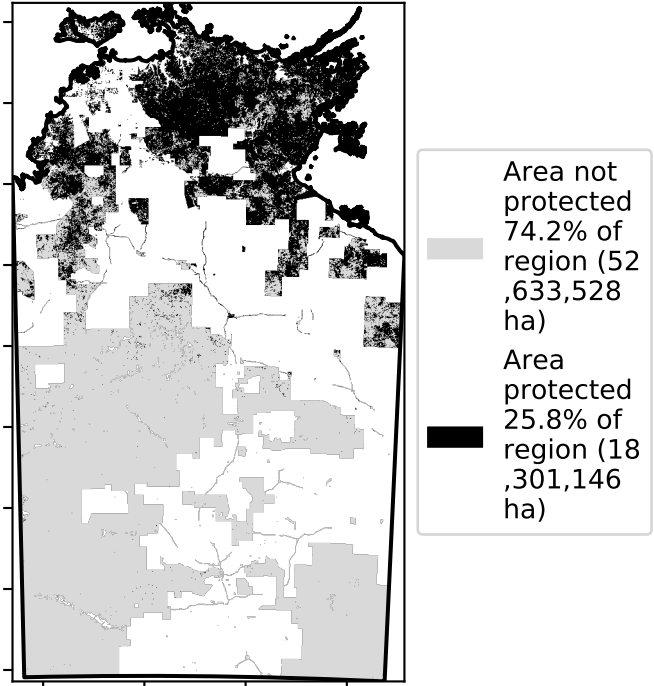 Area not
protected
74.2% of
region (52
,633,528
ha)
Area
protected
25.8% of
region (18
,301,146
ha)